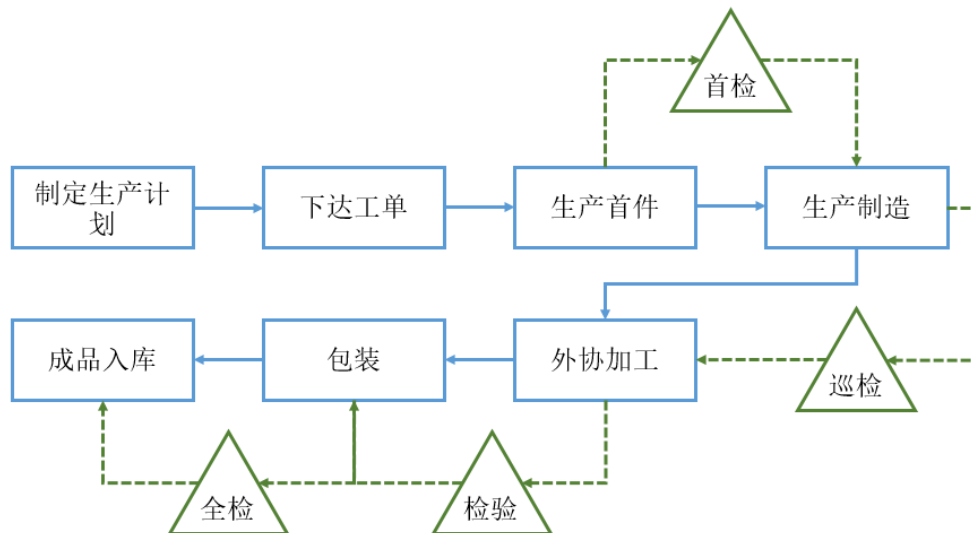 首检
制定生产计
划
下达工单
生产首件
生产制造
成品入库
包装
外协加工
巡检
全检
检验